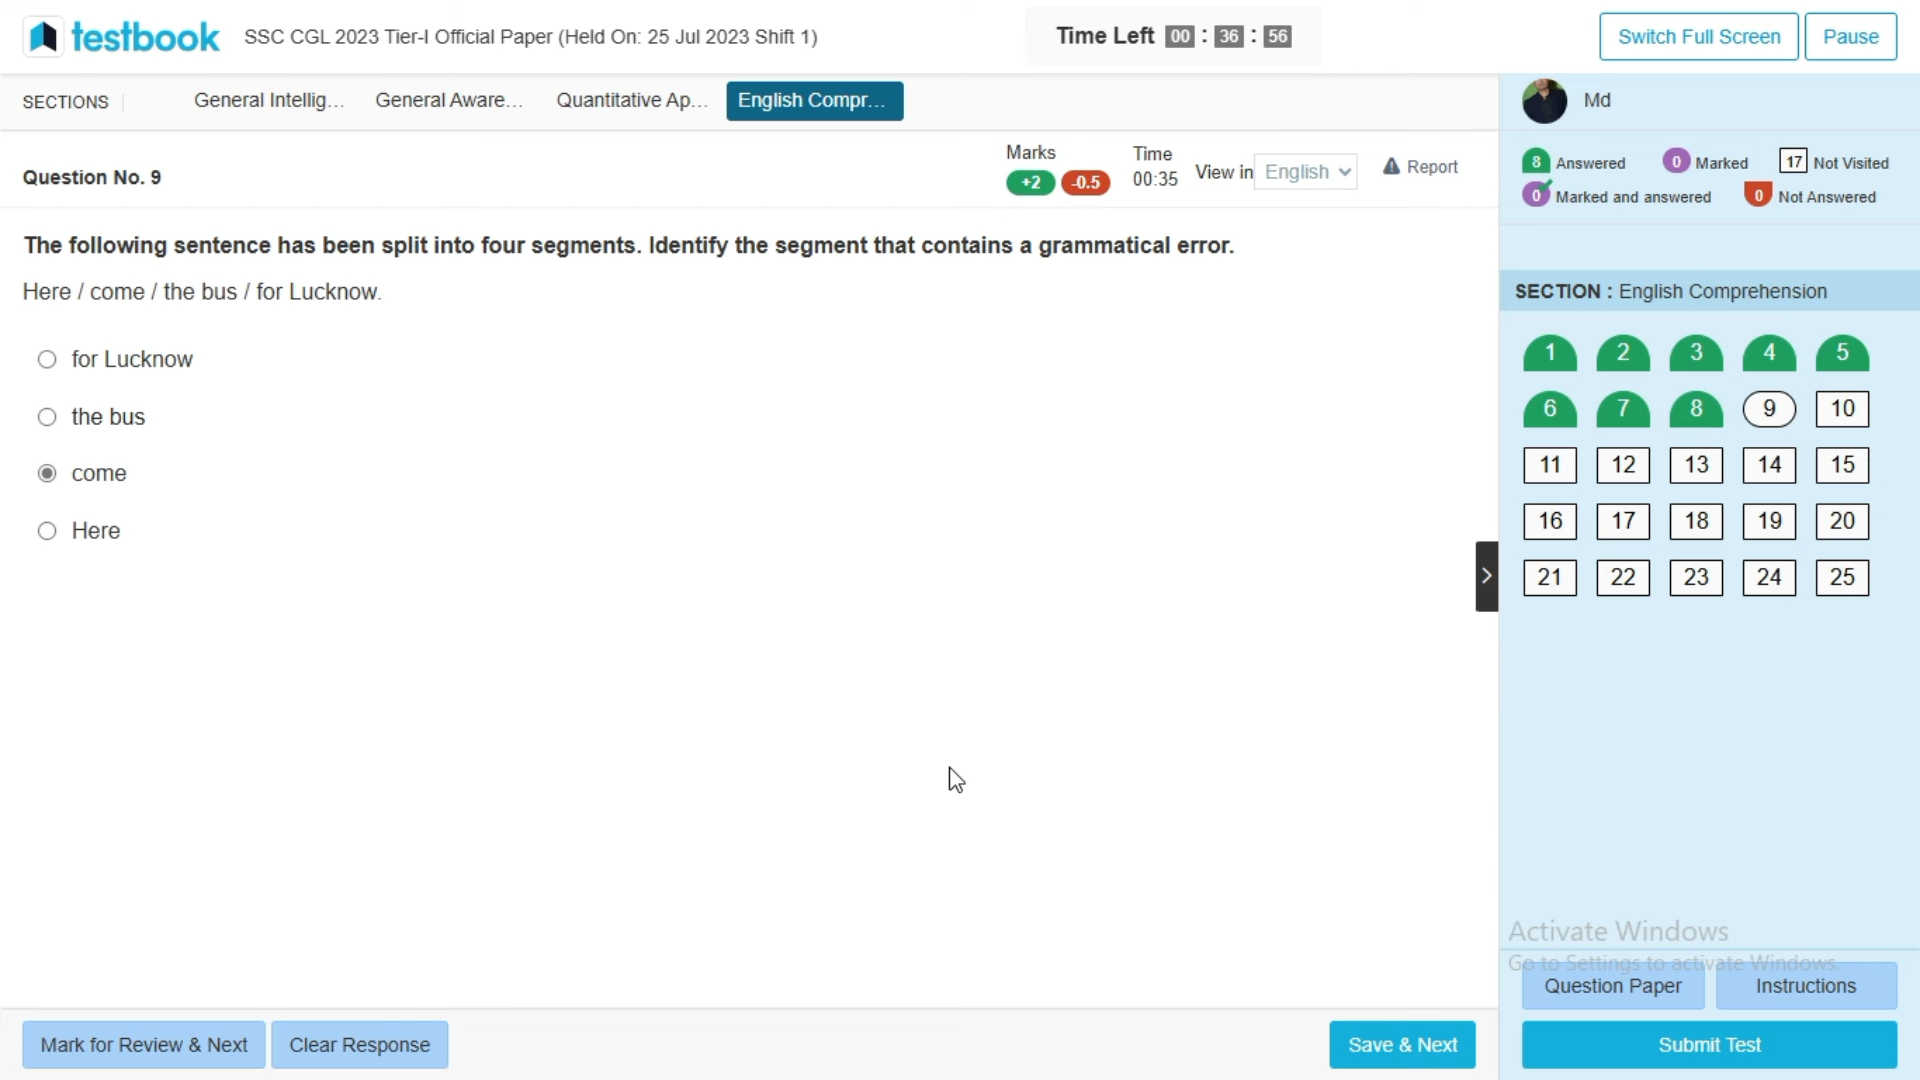 testbook SSC CGL 2023 Tier-I Official Paper (Held On: 25 Jul 2023 Shift 1) Time Left 00 : 36 : 56 Switch Full Screen Pause
SECTIONS General Intellig... General Aware... Quantitative Ap... English Compr... Md
Question No. 9
Marks
+2 -0.5
Time
00:35
View in English
Report
8 Answered 0 Marked 17 Not Visited
0 Marked and answered 0 Not Answered
The following sentence has been split into four segments. Identify the segment that contains a grammatical error.
Here / come / the bus / for Lucknow.
for Lucknow
the bus
come
Here
SECTION : English Comprehension
1 2 3 4 5
6 7 8 9 10
11 12 13 14 15
16 17 18 19 20
21 22 23 24 25
Activate Windows
Go to Settings to activate Windows.
Question Paper Instructions
Mark for Review & Next Clear Response Save & Next Submit Test